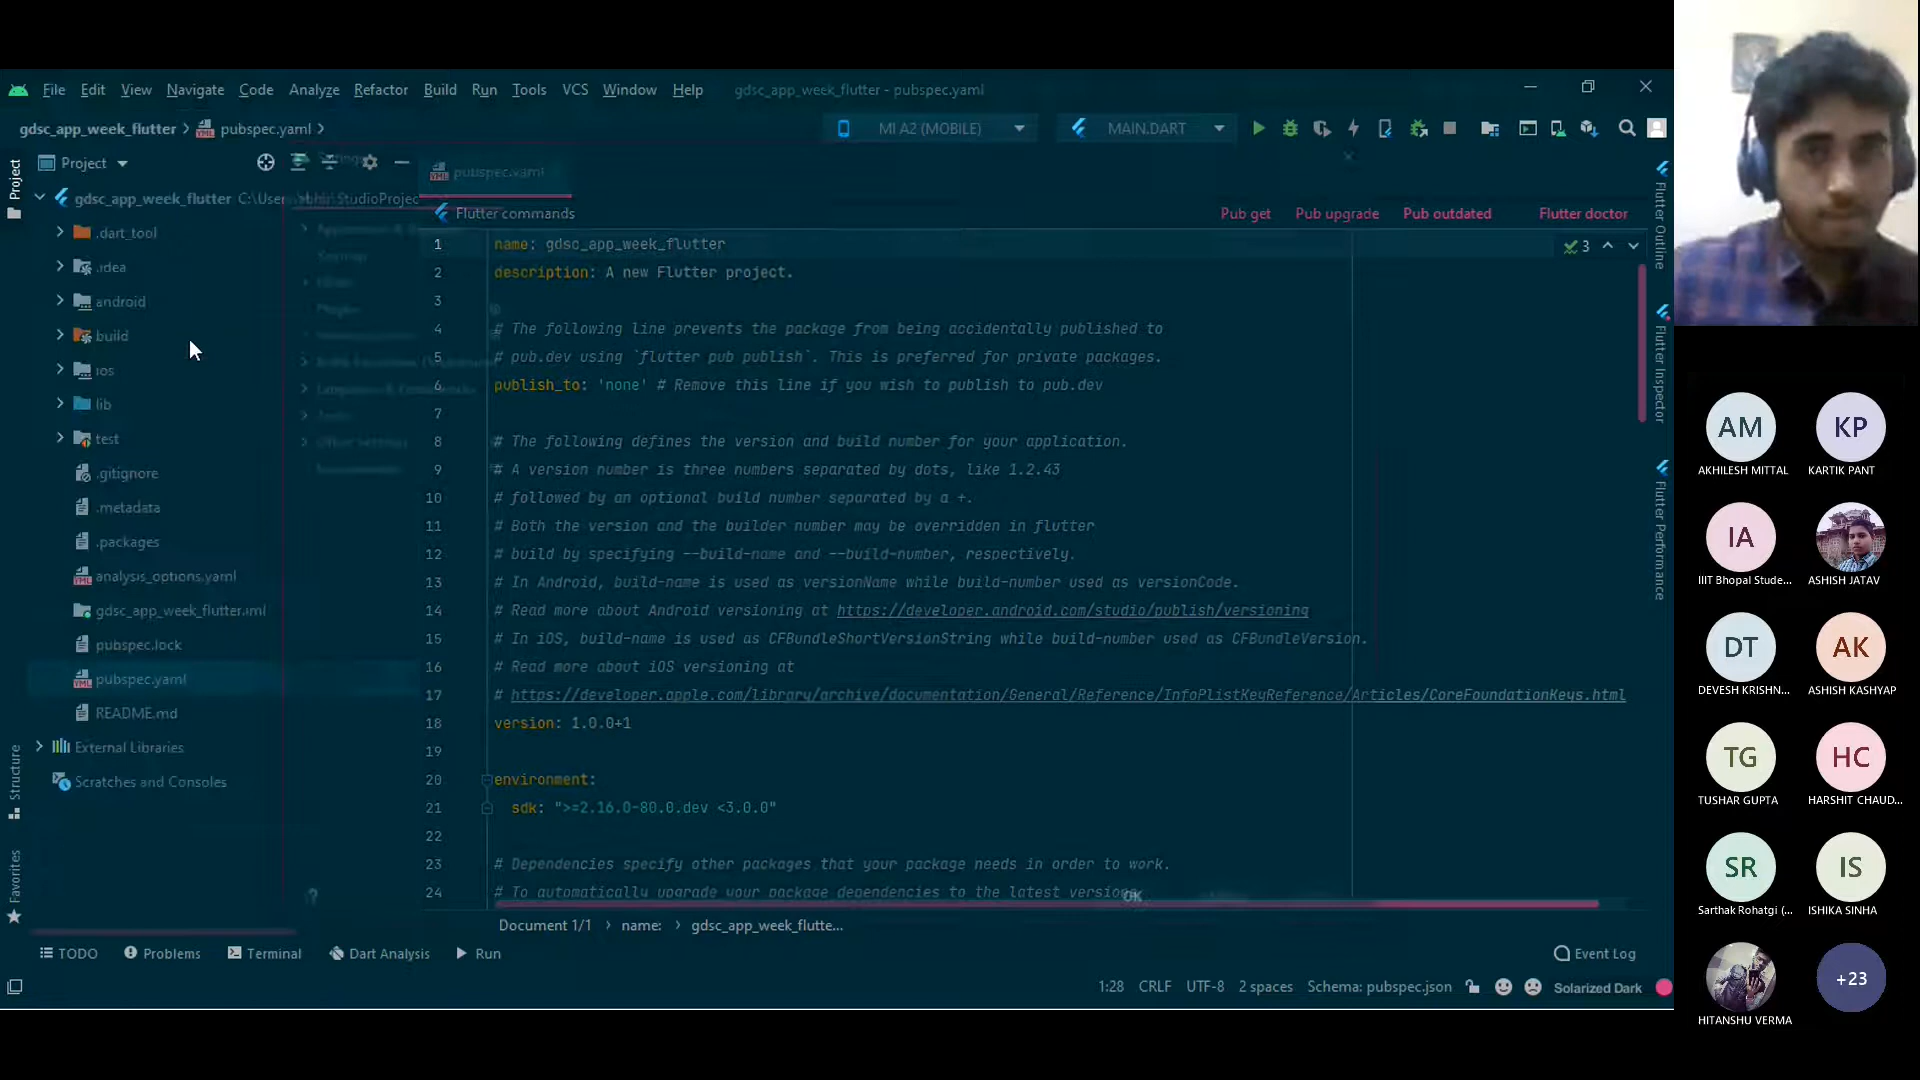 File Edit View Navigate Code Analyze Refactor Build Run Tools VCS Window Help gdsc_app_week_flutter - pubspec.yaml
gdsc_app_week_flutter pubspec.yaml MI A2 (MOBILE) MAIN.DART
Project
Project
pubspec.yaml
gdsc_app_week_flutter C:\Users\abhir\StudioProjec
Flutter commands Pub get Pub upgrade Pub outdated Flutter doctor
.dart_tool
.idea
android
build
ios
lib
test
.gitignore
.metadata
.packages
analysis_options.yaml
gdsc_app_week_flutter.iml
pubspec.lock
pubspec.yaml
README.md
External Libraries
Scratches and Consoles
Structure
Favorites
3
1 name: gdsc_app_week_flutter
2 description: A new Flutter project.
3
4 # The following line prevents the package from being accidentally published to
5 # pub.dev using `flutter pub publish`. This is preferred for private packages.
6 publish_to: 'none' # Remove this line if you wish to publish to pub.dev
7
8 # The following defines the version and build number for your application.
9 # A version number is three numbers separated by dots, like 1.2.43
10 # followed by an optional build number separated by a +.
11 # Both the version and the builder number may be overridden in flutter
12 # build by specifying --build-name and --build-number, respectively.
13 # In Android, build-name is used as versionName while build-number used as versionCode.
14 # Read more about Android versioning at https://developer.android.com/studio/publish/versioning
15 # In iOS, build-name is used as CFBundleShortVersionString while build-number used as CFBundleVersion.
16 # Read more about iOS versioning at
17 # https://developer.apple.com/library/archive/documentation/General/Reference/InfoPlistKeyReference/Articles/CoreFoundationKeys.html
18 version: 1.0.0+1
19
20 environment:
21 sdk: ">=2.16.0-80.0.dev <3.0.0"
22
23 # Dependencies specify other packages that your package needs in order to work.
24 # To automatically upgrade your package dependencies to the latest versions
OK
Document 1/1 name: gdsc_app_week_flutte...
TODO Problems Terminal Dart Analysis Run Event Log
1:28 CRLF UTF-8 2 spaces Schema: pubspec.json Solarized Dark
Flutter Outline
Flutter Inspector
Flutter Performance
AM KP
AKHILESH MITTAL KARTIK PANT
IA
IIIT Bhopal Stude... ASHISH JATAV
DT AK
DEVESH KRISHN... ASHISH KASHYAP
TG HC
TUSHAR GUPTA HARSHIT CHAUD...
SR IS
Sarthak Rohatgi (... ISHIKA SINHA
+23
HITANSHU VERMA